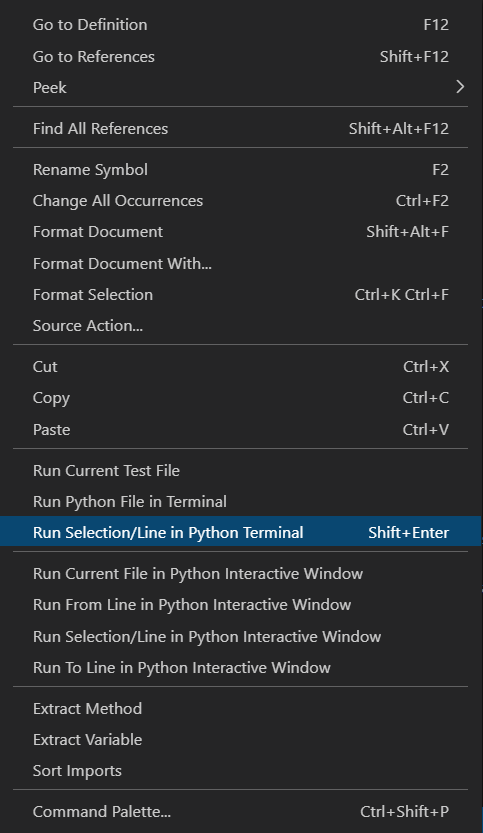 Go to Definition F12
Go to References Shift+F12
Peek
Find All References Shift+Alt+F12
Rename Symbol F2
Change All Occurrences Ctrl+F2
Format Document Shift+Alt+F
Format Document With...
Format Selection Ctrl+K Ctrl+F
Source Action...
Cut Ctrl+X
Copy Ctrl+C
Paste Ctrl+V
Run Current Test File
Run Python File in Terminal
Run Selection/Line in Python Terminal Shift+Enter
Run Current File in Python Interactive Window
Run From Line in Python Interactive Window
Run Selection/Line in Python Interactive Window
Run To Line in Python Interactive Window
Extract Method
Extract Variable
Sort Imports
Command Palette... Ctrl+Shift+P